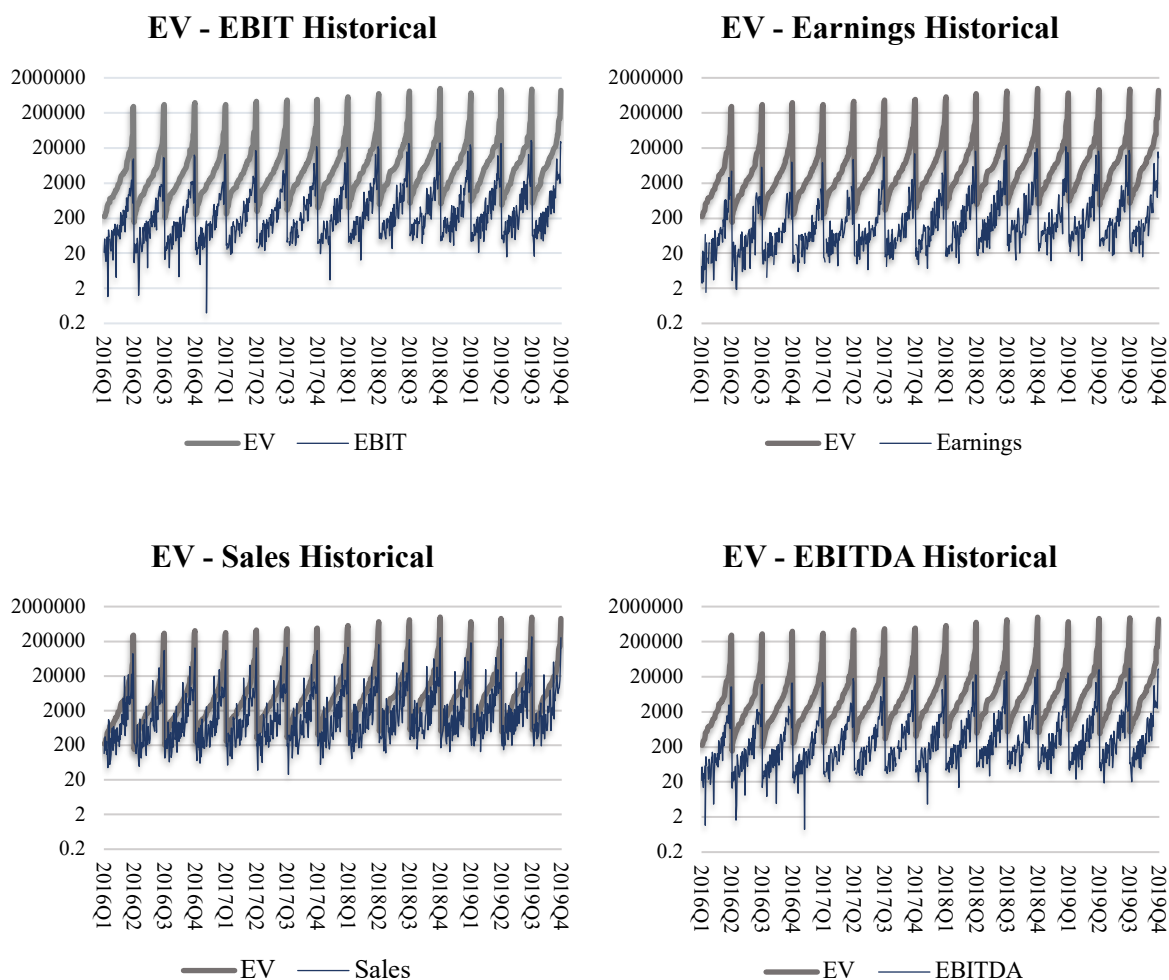 EV - EBIT Historical
2000000
200000
20000
2000
200
20
2
0.2
2016Q1
2016Q2
2016Q3
2016Q4
2017Q1
2017Q2
2017Q3
2017Q4
2018Q1
2018Q2
2018Q3
2018Q4
2019Q1
2019Q2
2019Q3
2019Q4
EV
EBIT
EV - Earnings Historical
2000000
200000
20000
2000
200
20
2
0.2
2016Q1
2016Q2
2016Q3
2016Q4
2017Q1
2017Q2
2017Q3
2017Q4
2018Q1
2018Q2
2018Q3
2018Q4
2019Q1
2019Q2
2019Q3
2019Q4
EV
Earnings
EV - Sales Historical
2000000
200000
20000
2000
200
20
2
0.2
2016Q1
2016Q2
2016Q3
2016Q4
2017Q1
2017Q2
2017Q3
2017Q4
2018Q1
2018Q2
2018Q3
2018Q4
2019Q1
2019Q2
2019Q3
2019Q4
EV
Sales
EV - EBITDA Historical
2000000
200000
20000
2000
200
20
2
0.2
2016Q1
2016Q2
2016Q3
2016Q4
2017Q1
2017Q2
2017Q3
2017Q4
2018Q1
2018Q2
2018Q3
2018Q4
2019Q1
2019Q2
2019Q3
2019Q4
EV
EBITDA